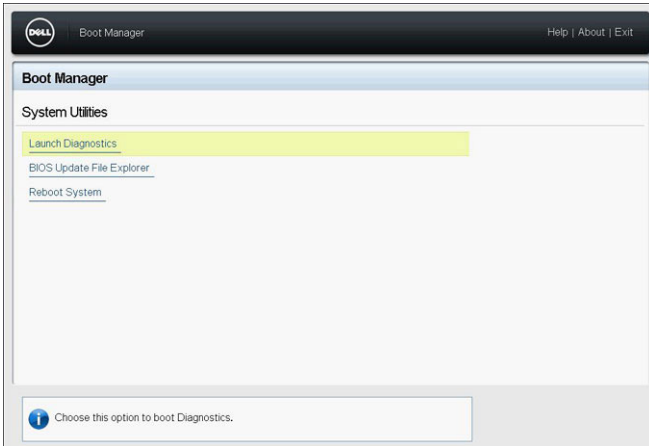 DELL
Boot Manager
Help | About | Exit
Boot Manager
System Utilities
Launch Diagnostics
BIOS Update File Explorer
Reboot System
Choose this option to boot Diagnostics.